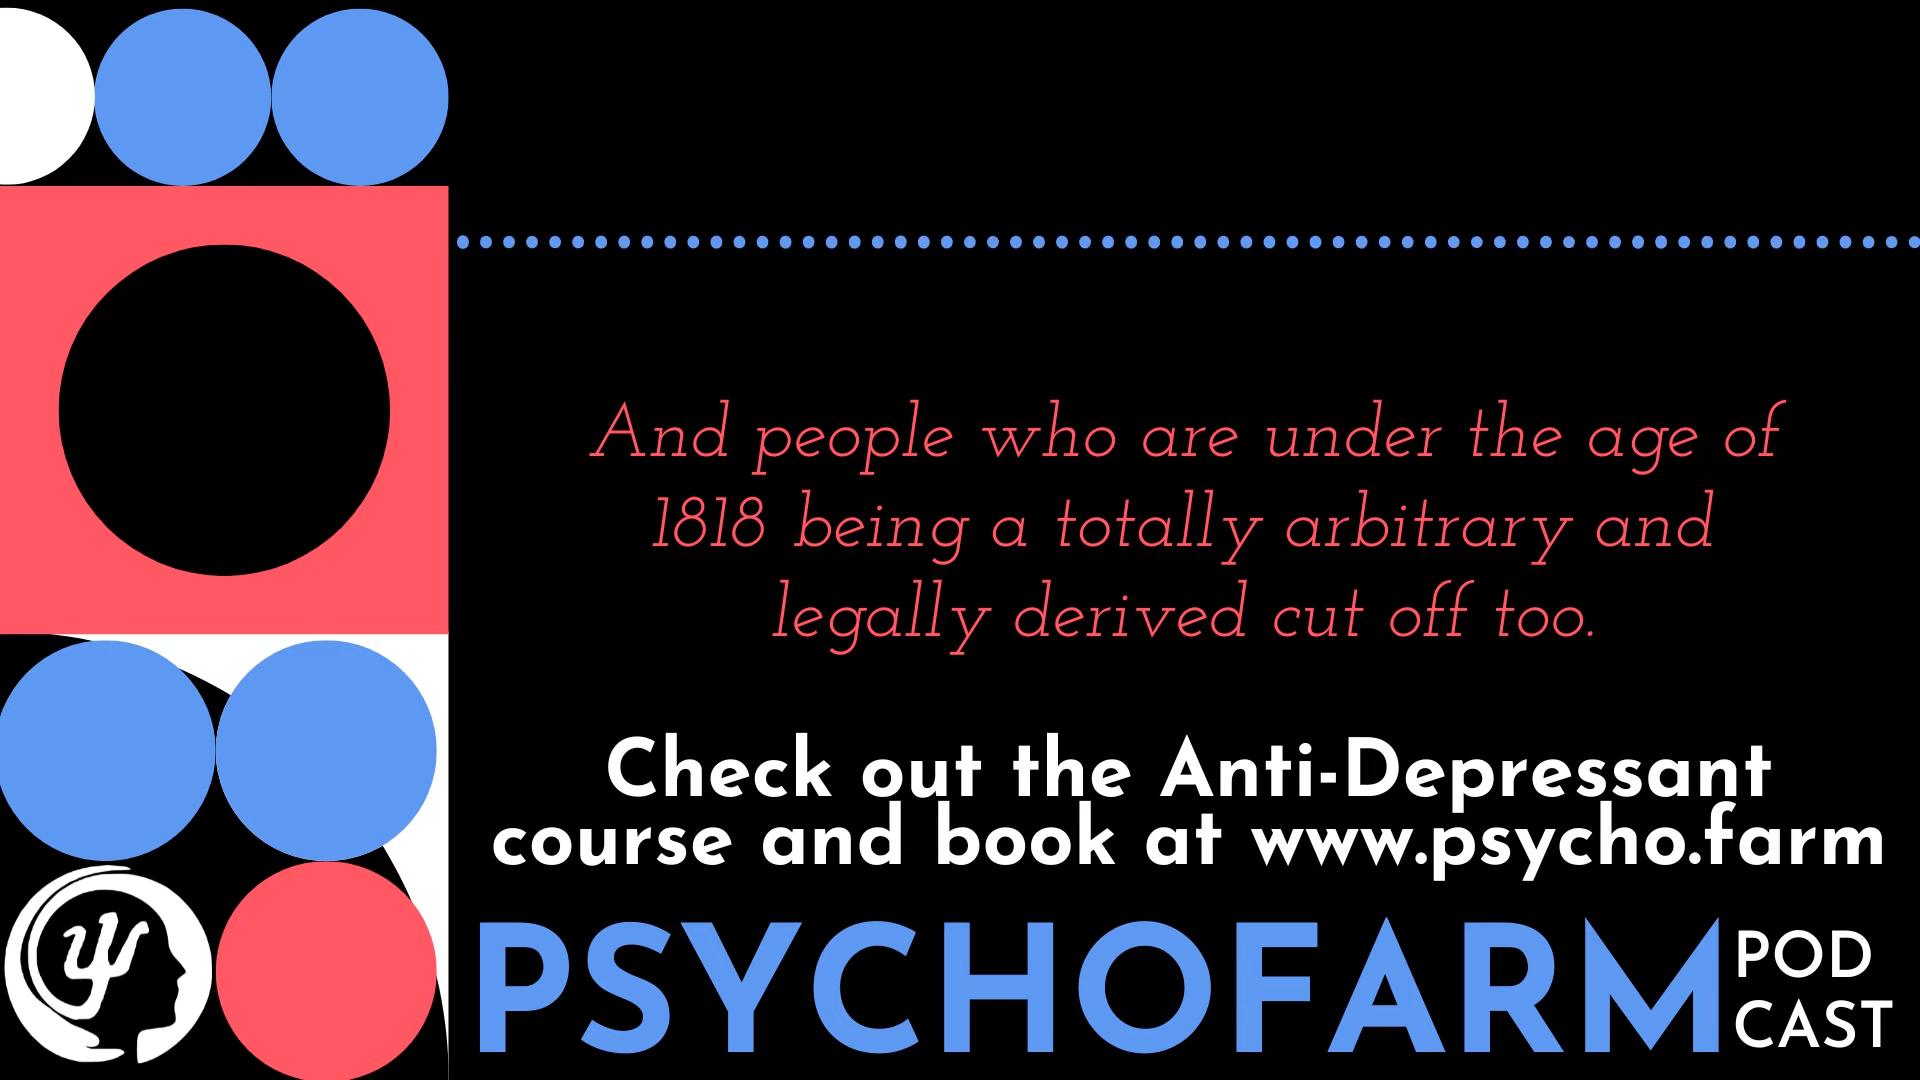 And people who are under the age of
1818 being a totally arbitrary and
legally derived cut off too.
Check out the Anti-Depressant
course and book at www.psycho.farm
PSYCHOFARM
POD
CAST
ψ